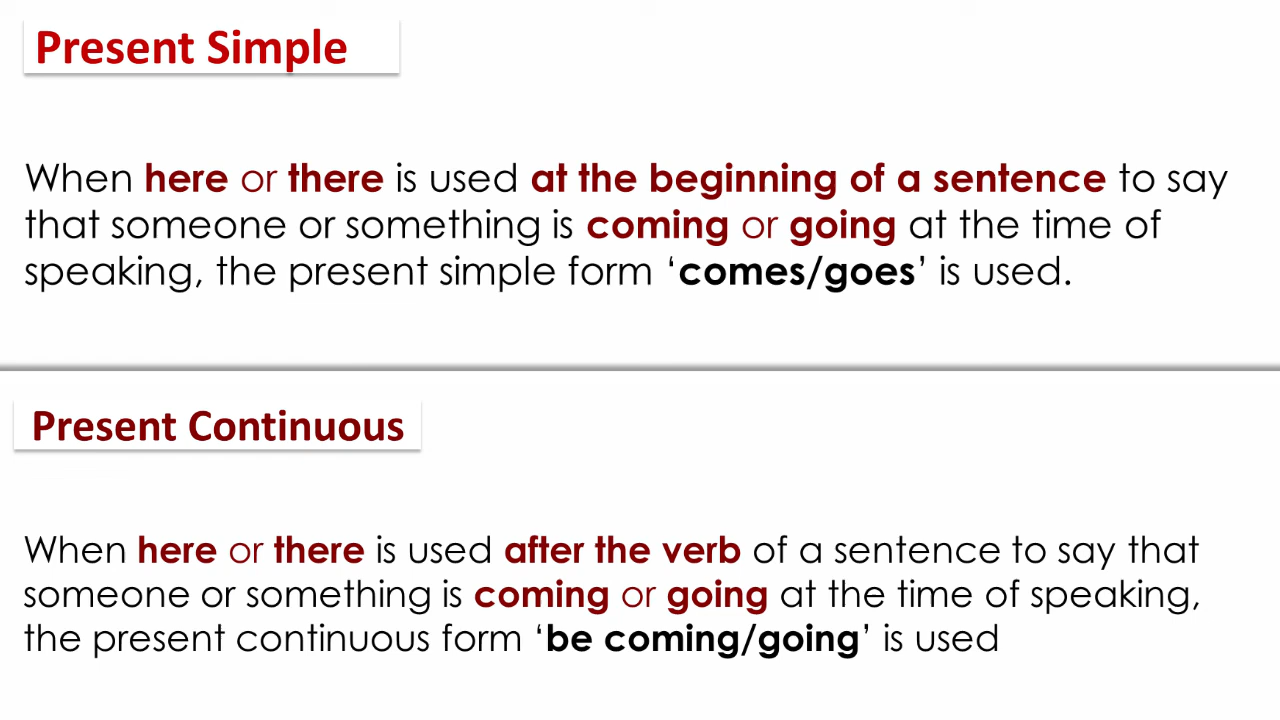 Present Simple
When here or there is used at the beginning of a sentence to say
that someone or something is coming or going at the time of
speaking, the present simple form ‘comes/goes’ is used.
Present Continuous
When here or there is used after the verb of a sentence to say that
someone or something is coming or going at the time of speaking,
the present continuous form ‘be coming/going’ is used